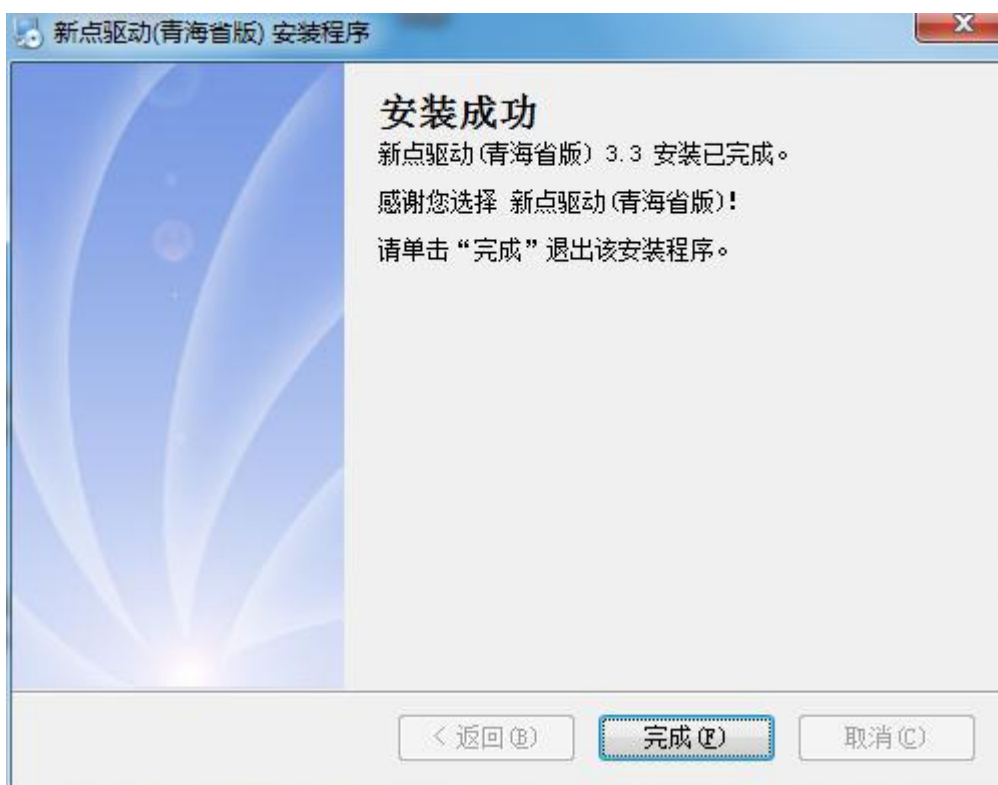 新点驱动(青海省版) 安装程序
安装成功
新点驱动(青海省版) 3.3 安装已完成。
感谢您选择 新点驱动(青海省版)!
请单击“完成”退出该安装程序。
< 返回(B)
完成(F)
取消(C)